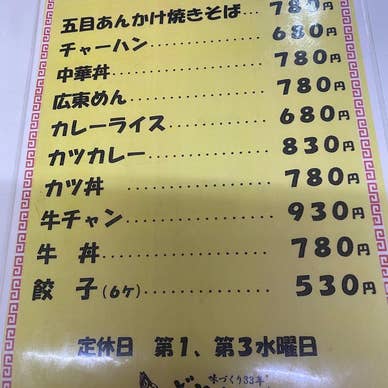 五目あんかけ焼きそば…780円
チャーハン……………680円
中華丼…………………780円
広東めん………………780円
カレーライス…………680円
カツカレー……………830円
カツ丼…………………780円
牛チャン………………930円
牛　丼…………………780円
餃　子(6ケ)……………530円
定休日　第1、第3水曜日
味づくり33年